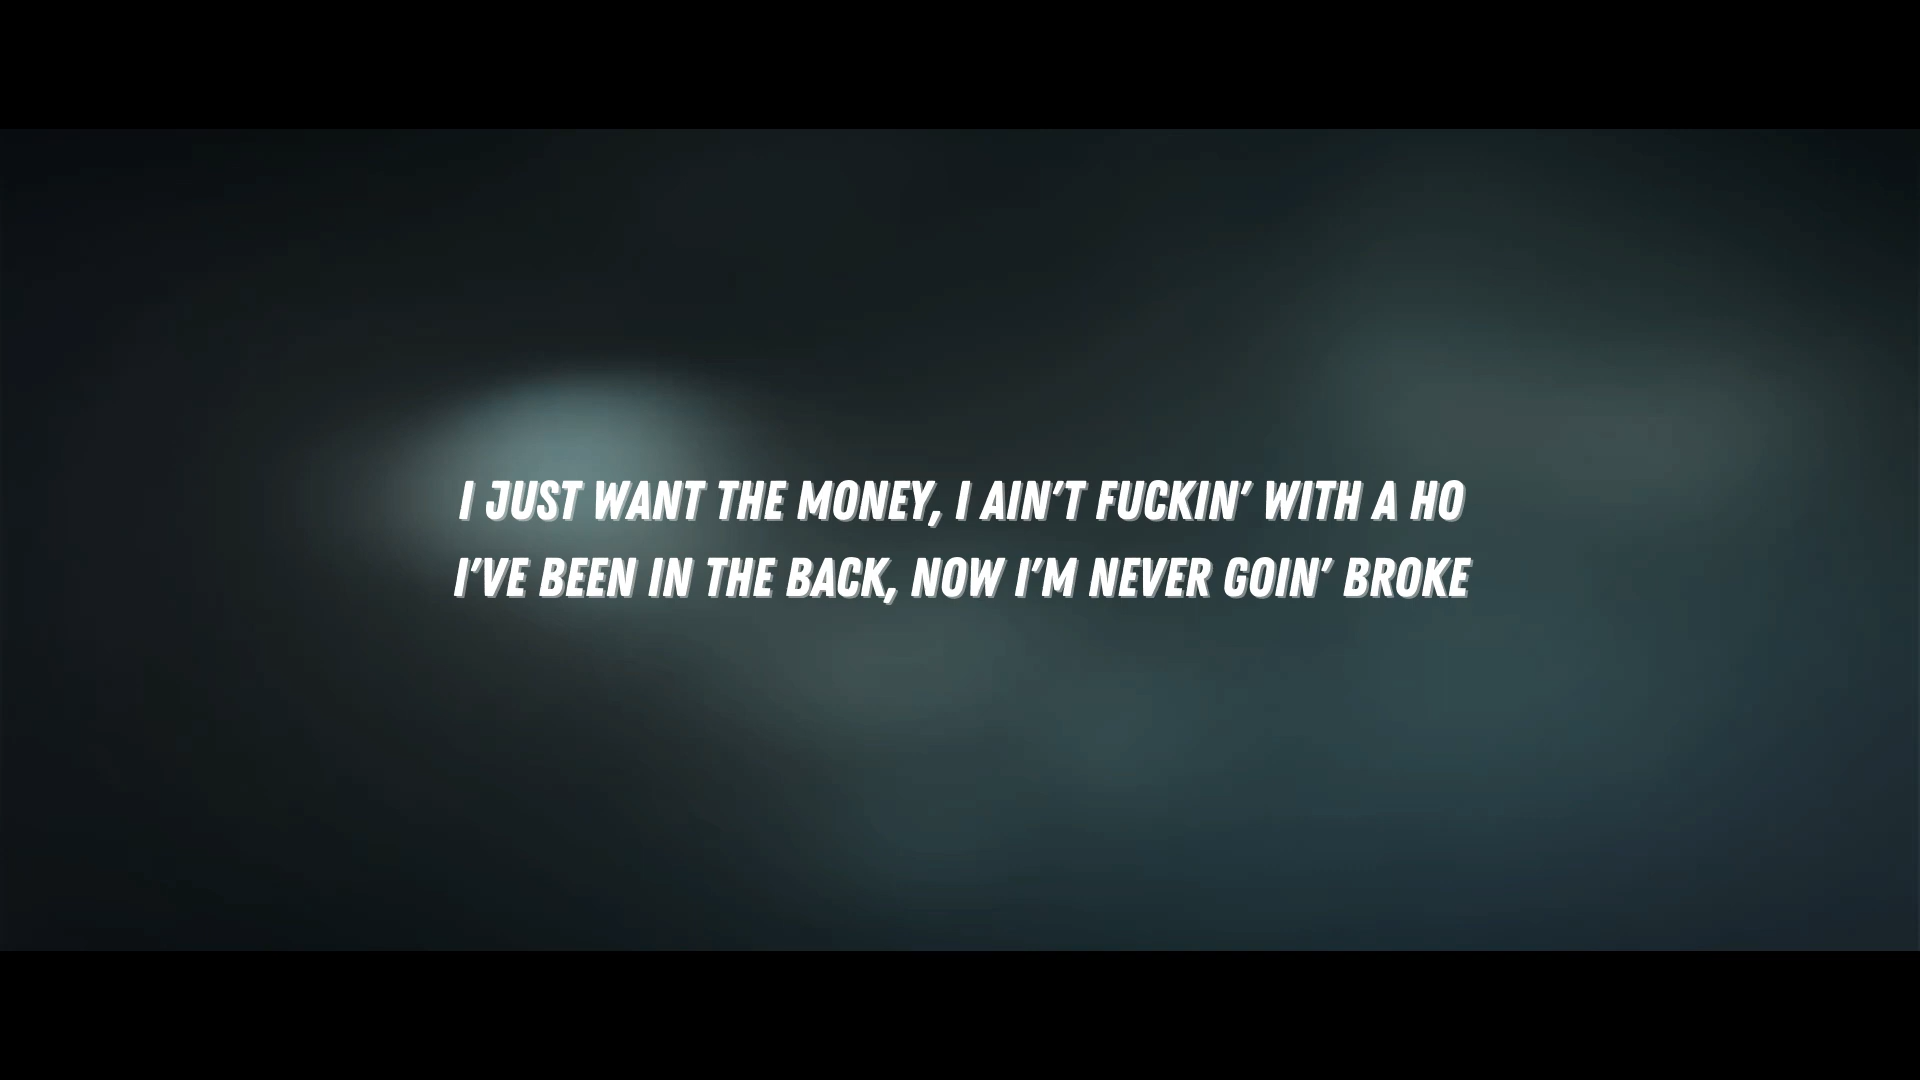 I JUST WANT THE MONEY, I AIN'T FUCKIN' WITH A HO
I'VE BEEN IN THE BACK, NOW I'M NEVER GOIN' BROKE